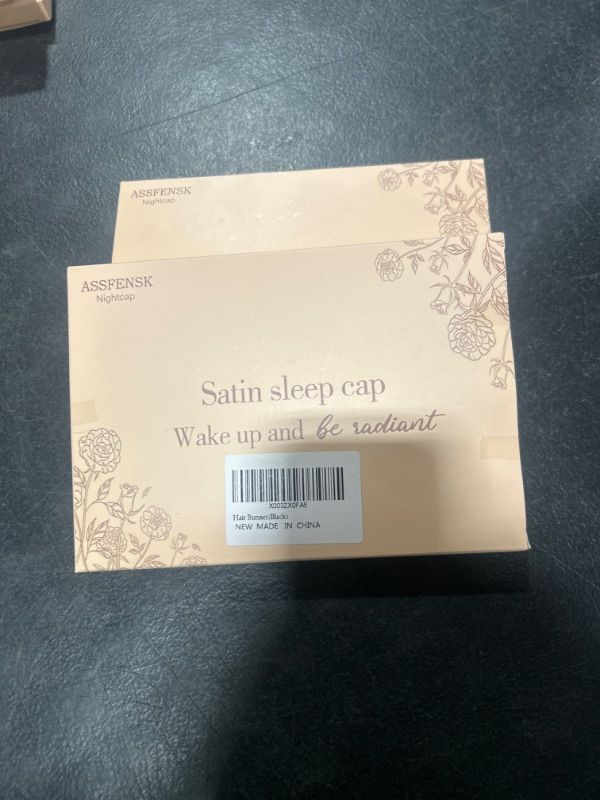 ASSFENSK
Nightcap
ASSFENSK
Nightcap
Satin sleep cap
Wake up and be radiant
X003ZX0FA5
Hair Bonnet(Black)
NEW MADE IN CHINA